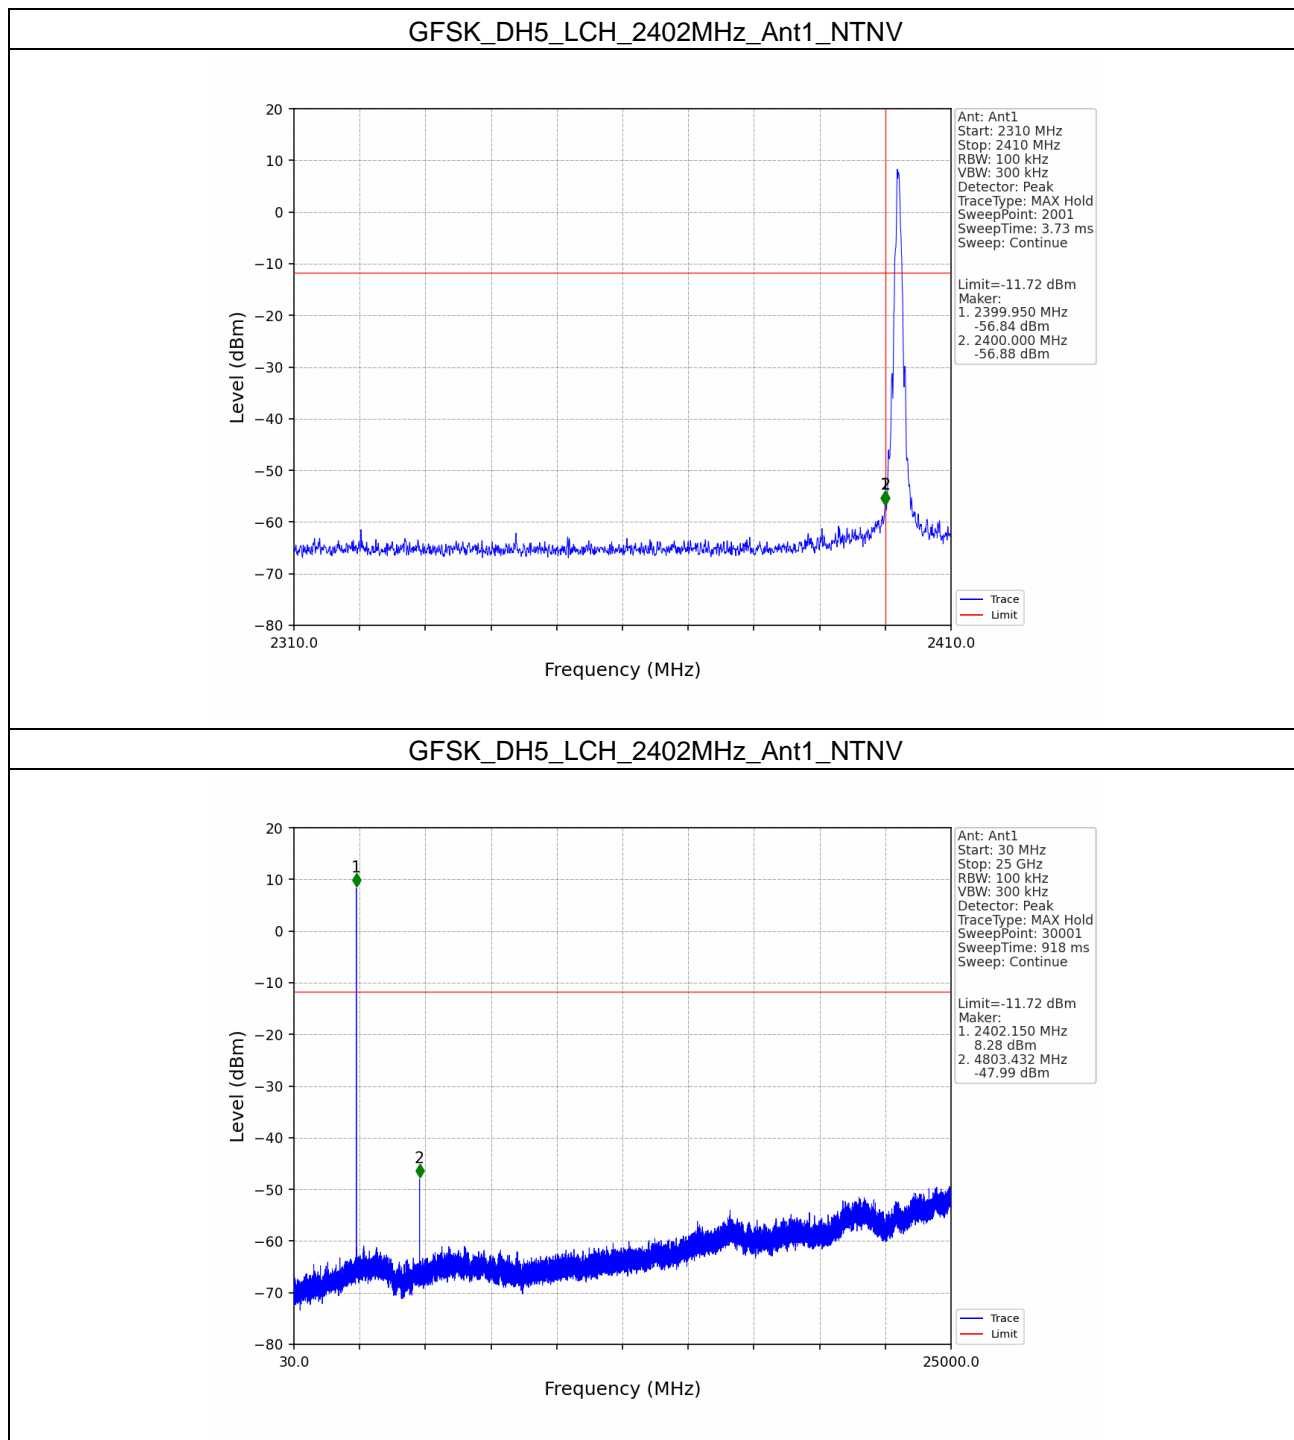 GFSK_DH5_LCH_2402MHz_Ant1_NTNV
20
10
0
−10
−20
−30
−40
−50
−60
−70
−80
Level (dBm)
2310.0
2410.0
Frequency (MHz)
2
Ant: Ant1
Start: 2310 MHz
Stop: 2410 MHz
RBW: 100 kHz
VBW: 300 kHz
Detector: Peak
TraceType: MAX Hold
SweepPoint: 2001
SweepTime: 3.73 ms
Sweep: Continue
Limit=-11.72 dBm
Maker:
1. 2399.950 MHz
-56.84 dBm
2. 2400.000 MHz
-56.88 dBm
Trace
Limit
GFSK_DH5_LCH_2402MHz_Ant1_NTNV
20
10
0
−10
−20
−30
−40
−50
−60
−70
−80
Level (dBm)
30.0
25000.0
Frequency (MHz)
1
2
Ant: Ant1
Start: 30 MHz
Stop: 25 GHz
RBW: 100 kHz
VBW: 300 kHz
Detector: Peak
TraceType: MAX Hold
SweepPoint: 30001
SweepTime: 918 ms
Sweep: Continue
Limit=-11.72 dBm
Maker:
1. 2402.150 MHz
8.28 dBm
2. 4803.432 MHz
-47.99 dBm
Trace
Limit